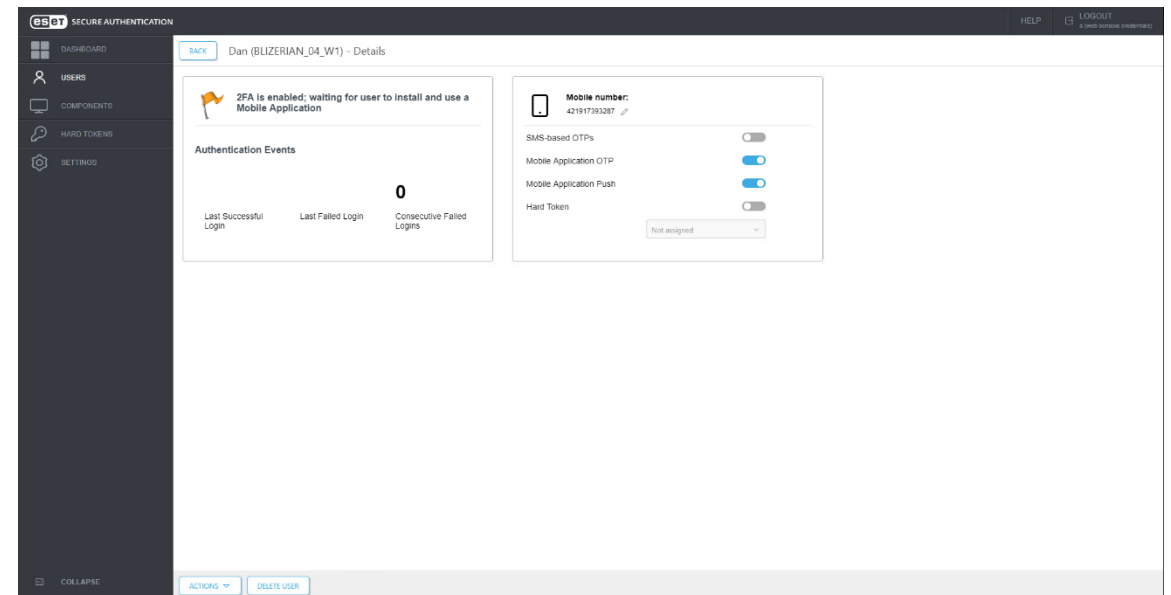 eset SECURE AUTHENTICATION
HELP
LOGOUT
s (web console credentials)
DASHBOARD
USERS
COMPONENTS
HARD TOKENS
SETTINGS
COLLAPSE
BACK
Dan (BLIZERIAN_04_W1) - Details
2FA is enabled; waiting for user to install and use a
Mobile Application
Authentication Events
0
Last Successful
Login
Last Failed Login
Consecutive Failed
Logins
Mobile number:
421917393287
SMS-based OTPs
Mobile Application OTP
Mobile Application Push
Hard Token
Not assigned
ACTIONS
DELETE USER